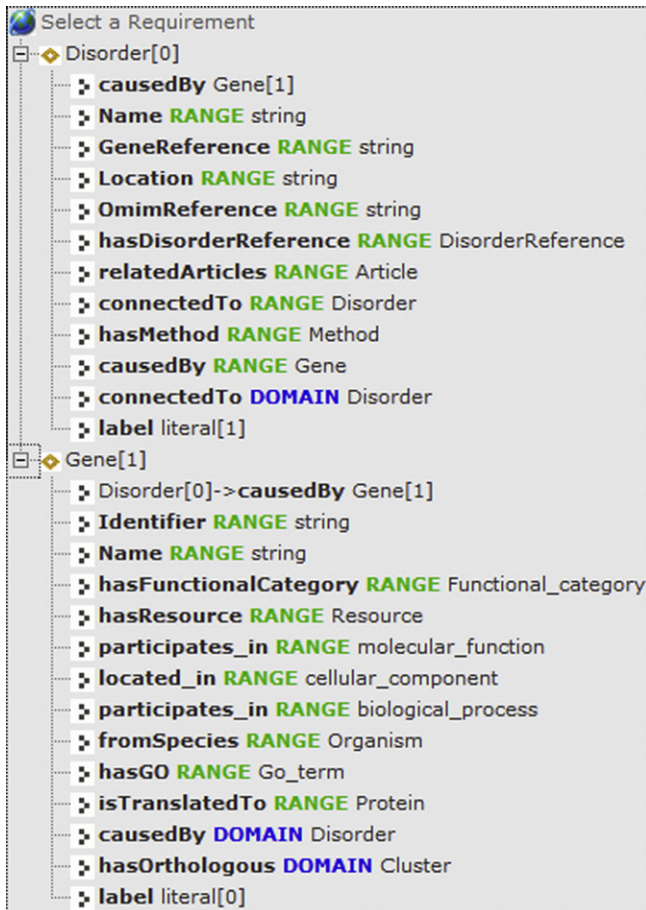 Select a Requirement
Disorder[0]
causedBy Gene[1]
Name RANGE string
GeneReference RANGE string
Location RANGE string
OmimReference RANGE string
hasDisorderReference RANGE DisorderReference
relatedArticles RANGE Article
connectedTo RANGE Disorder
hasMethod RANGE Method
causedBy RANGE Gene
connectedTo DOMAIN Disorder
label literal[1]
Gene[1]
Disorder[0]->causedBy Gene[1]
Identifier RANGE string
Name RANGE string
hasFunctionalCategory RANGE Functional_category
hasResource RANGE Resource
participates_in RANGE molecular_function
located_in RANGE cellular_component
participates_in RANGE biological_process
fromSpecies RANGE Organism
hasGO RANGE Go_term
isTranslatedTo RANGE Protein
causedBy DOMAIN Disorder
hasOrthologous DOMAIN Cluster
label literal[0]